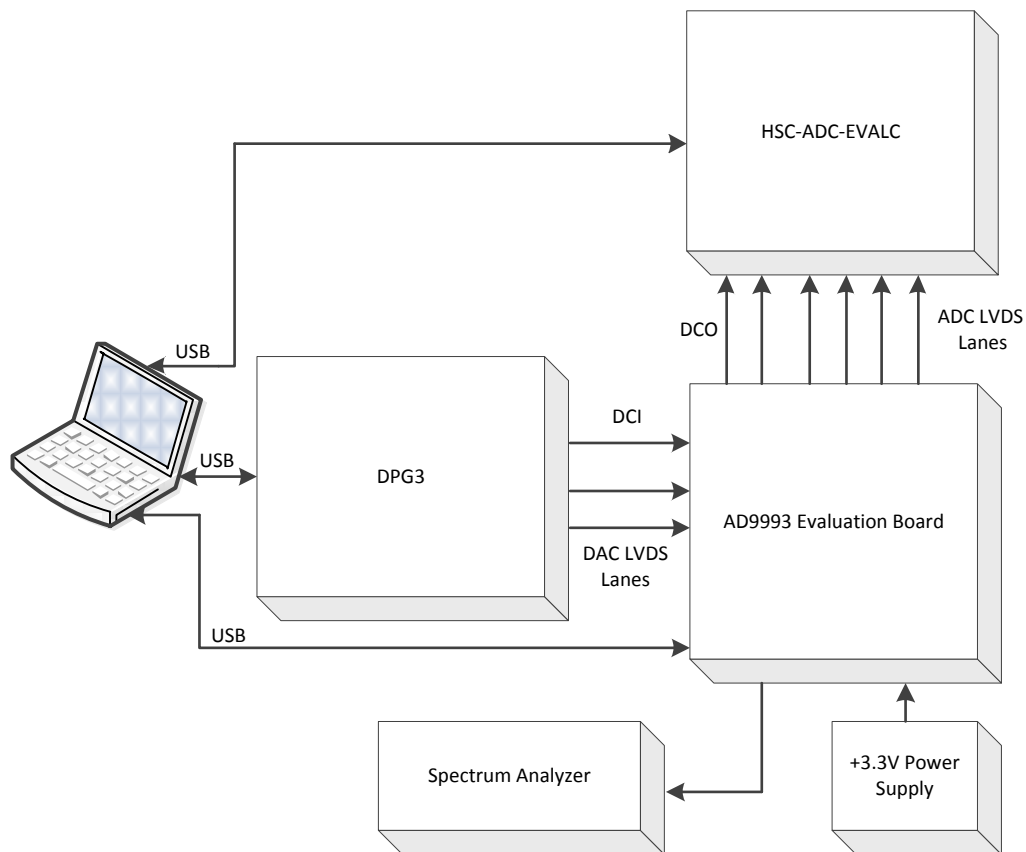 HSC-ADC-EVALC
DCO
ADC LVDS
Lanes
USB
DCI
USB
DPG3
AD9993 Evaluation Board
DAC LVDS
Lanes
USB
Spectrum Analyzer
+3.3V Power
Supply